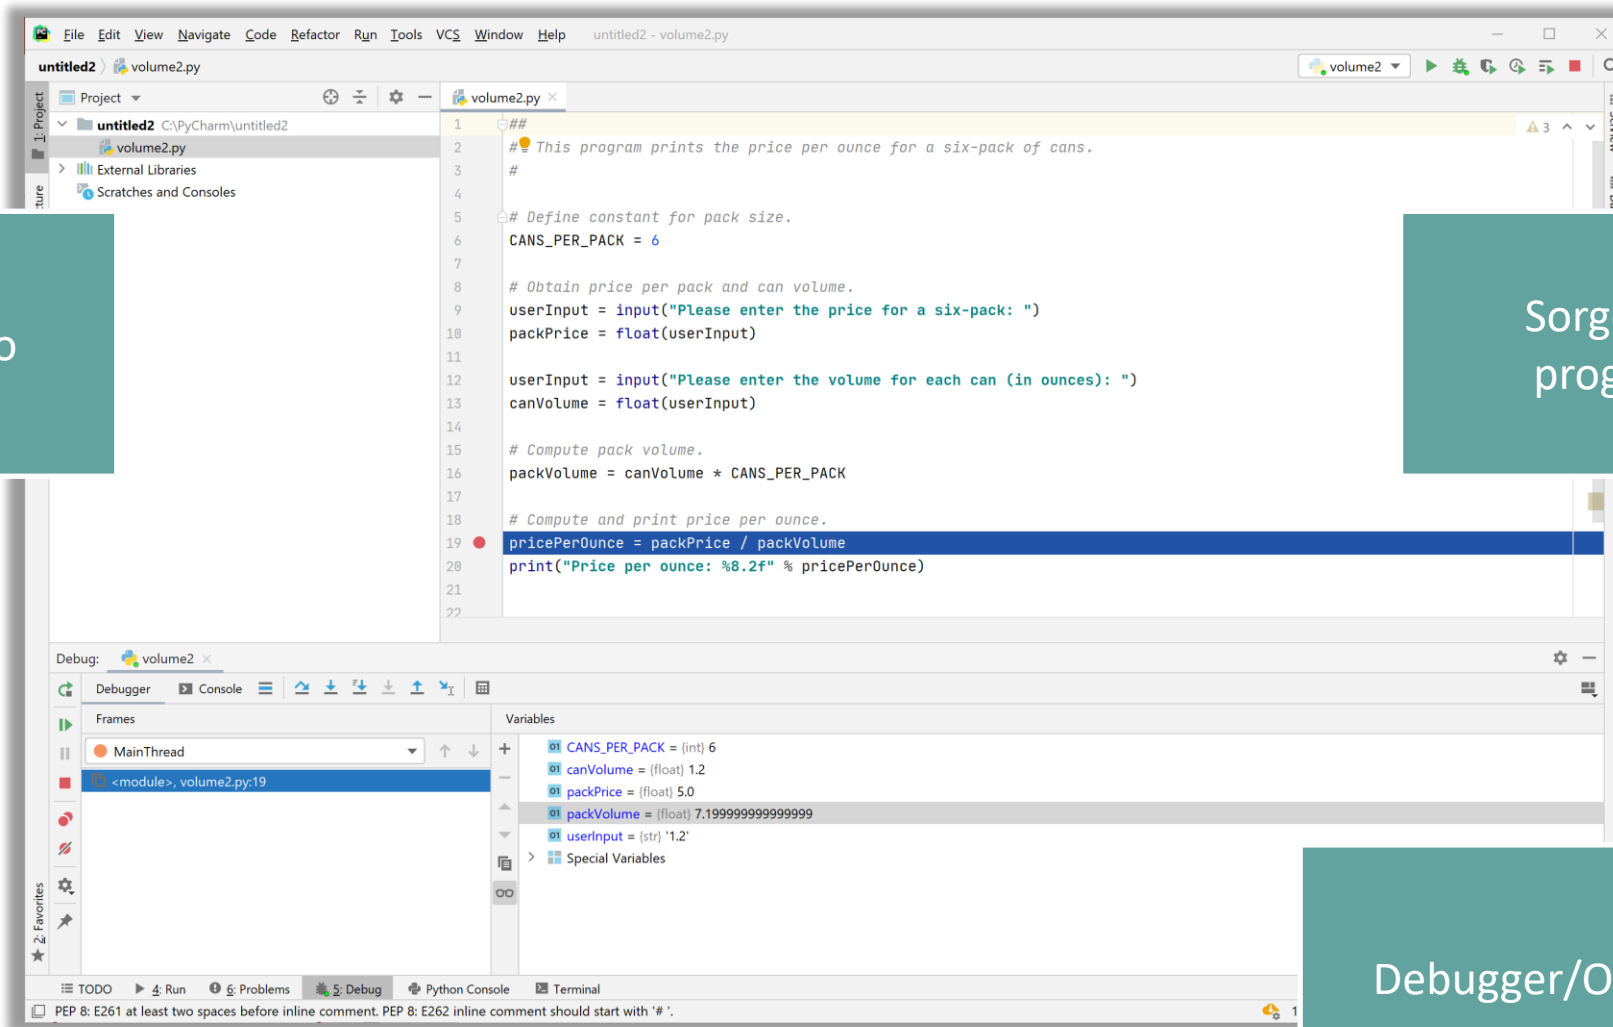 File Edit View Navigate Code Refactor Run Tools VCS Window Help untitled2 - volume2.py
untitled2 volume2.py volume2
1: Project
Project
volume2.py
untitled2 C:\PyCharm\untitled2
volume2.py
External Libraries
Scratches and Consoles
1 ##
3
2 # This program prints the price per ounce for a six-pack of cans.
3 #
4
5 # Define constant for pack size.
6 CANS_PER_PACK = 6
7
8 # Obtain price per pack and can volume.
9 userInput = input("Please enter the price for a six-pack: ")
10 packPrice = float(userInput)
11
12 userInput = input("Please enter the volume for each can (in ounces): ")
13 canVolume = float(userInput)
14
15 # Compute pack volume.
16 packVolume = canVolume * CANS_PER_PACK
17
18 # Compute and print price per ounce.
19 pricePerOunce = packPrice / packVolume
20 print("Price per ounce: %8.2f" % pricePerOunce)
21
22
o
Sorg
prog
Debug: volume2
Debugger Console
Frames
Variables
MainThread
<module>, volume2.py:19
CANS_PER_PACK = {int} 6
canVolume = {float} 1.2
packPrice = {float} 5.0
packVolume = {float} 7.199999999999999
userInput = {str} '1.2'
Special Variables
2: Favorites
Debugger/O
TODO 4: Run 6: Problems 5: Debug Python Console Terminal
PEP 8: E261 at least two spaces before inline comment. PEP 8: E262 inline comment should start with '# '.
1